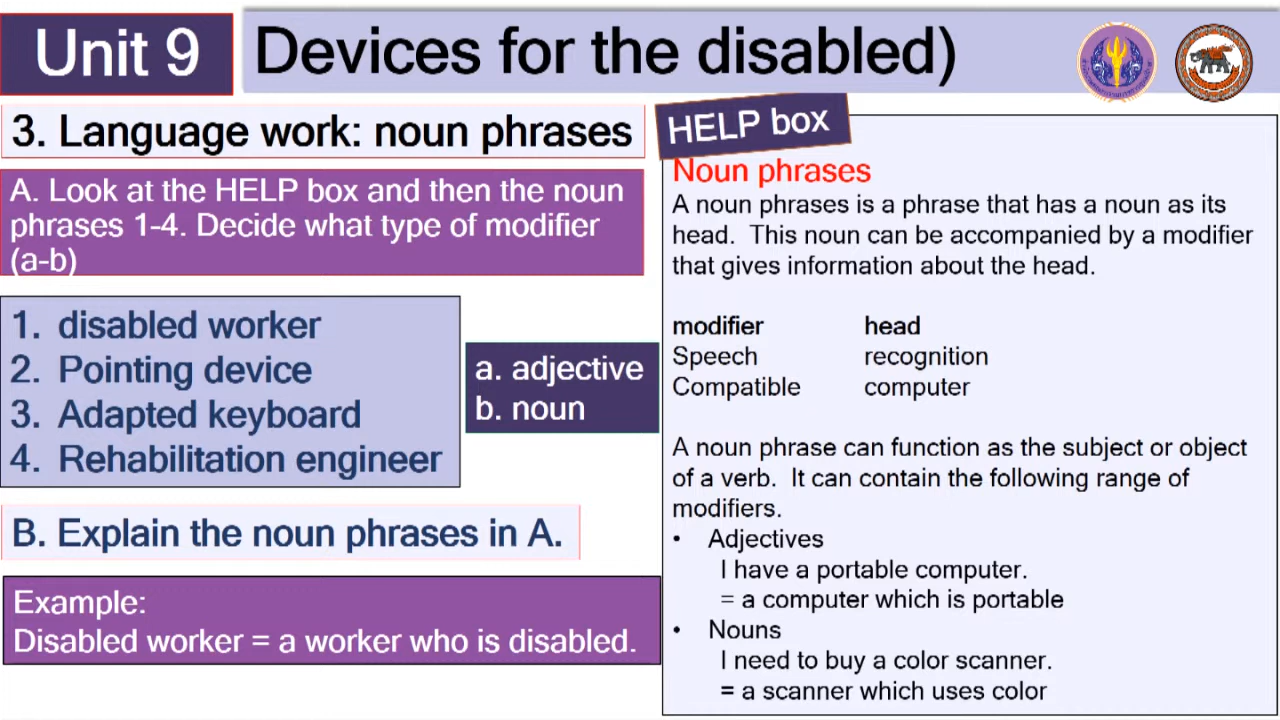 Unit 9
Devices for the disabled)
3. Language work: noun phrases
A. Look at the HELP box and then the noun
phrases 1-4. Decide what type of modifier
(a-b)
1. disabled worker
2. Pointing device
3. Adapted keyboard
4. Rehabilitation engineer
a. adjective
b. noun
B. Explain the noun phrases in A.
Example:
Disabled worker = a worker who is disabled.
HELP box
Noun phrases
A noun phrases is a phrase that has a noun as its
head. This noun can be accompanied by a modifier
that gives information about the head.
modifier head
Speech recognition
Compatible computer
A noun phrase can function as the subject or object
of a verb. It can contain the following range of
modifiers.
• Adjectives
I have a portable computer.
= a computer which is portable
• Nouns
I need to buy a color scanner.
= a scanner which uses color